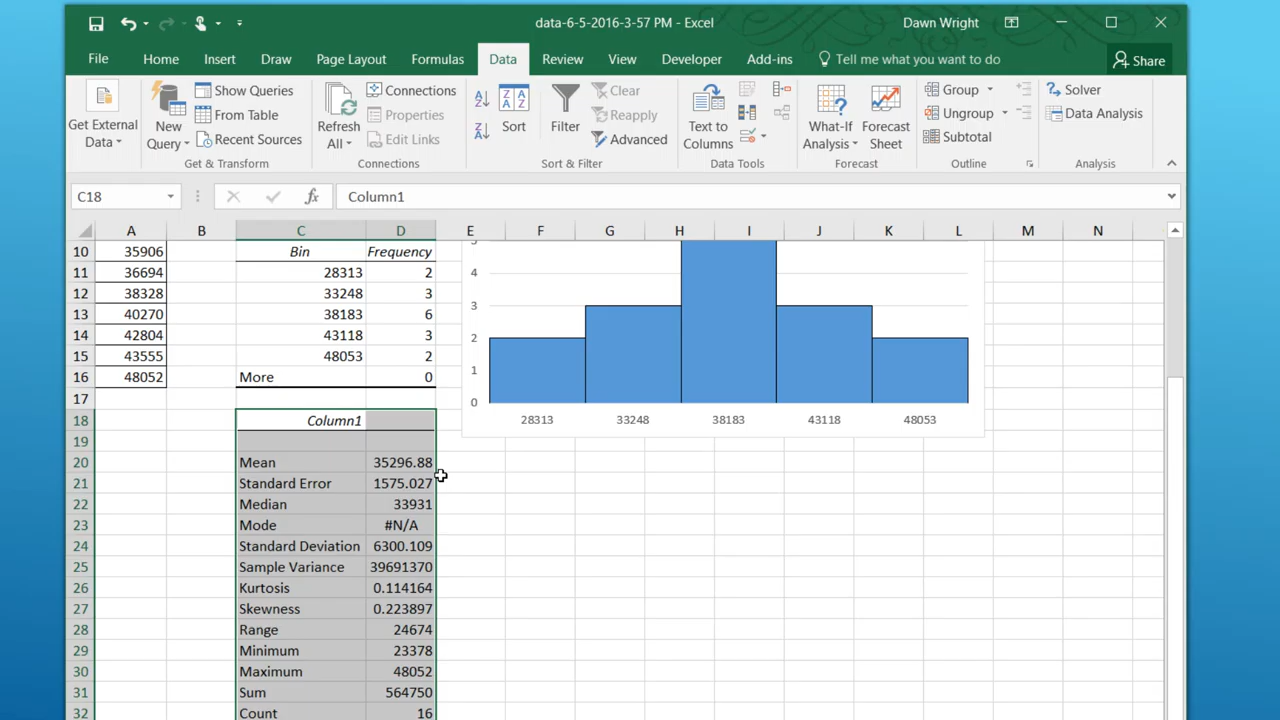 data-6-5-2016-3-57 PM - Excel
Dawn Wright
File Home Insert Draw Page Layout Formulas Data Review View Developer Add-ins Tell me what you want to do Share
Get External Data
New Query
Show Queries
From Table
Recent Sources
Get & Transform
Refresh All
Connections
Properties
Edit Links
Connections
Sort
Filter
Clear
Reapply
Advanced
Sort & Filter
Text to Columns
Data Tools
What-If Analysis
Forecast Sheet
Forecast
Group
Ungroup
Subtotal
Outline
Solver
Data Analysis
Analysis
C18 fx Column1
A B C D E F G H I J K L M N
10 35906 Bin Frequency
11 36694 28313 2
12 38328 33248 3
13 40270 38183 6
14 42804 43118 3
15 43555 48053 2
16 48052 More 0
17
18 Column1
19
20 Mean 35296.88
21 Standard Error 1575.027
22 Median 33931
23 Mode #N/A
24 Standard Deviation 6300.109
25 Sample Variance 39691370
26 Kurtosis 0.114164
27 Skewness 0.223897
28 Range 24674
29 Minimum 23378
30 Maximum 48052
31 Sum 564750
32 Count 16
4
3
2
1
0
28313 33248 38183 43118 48053